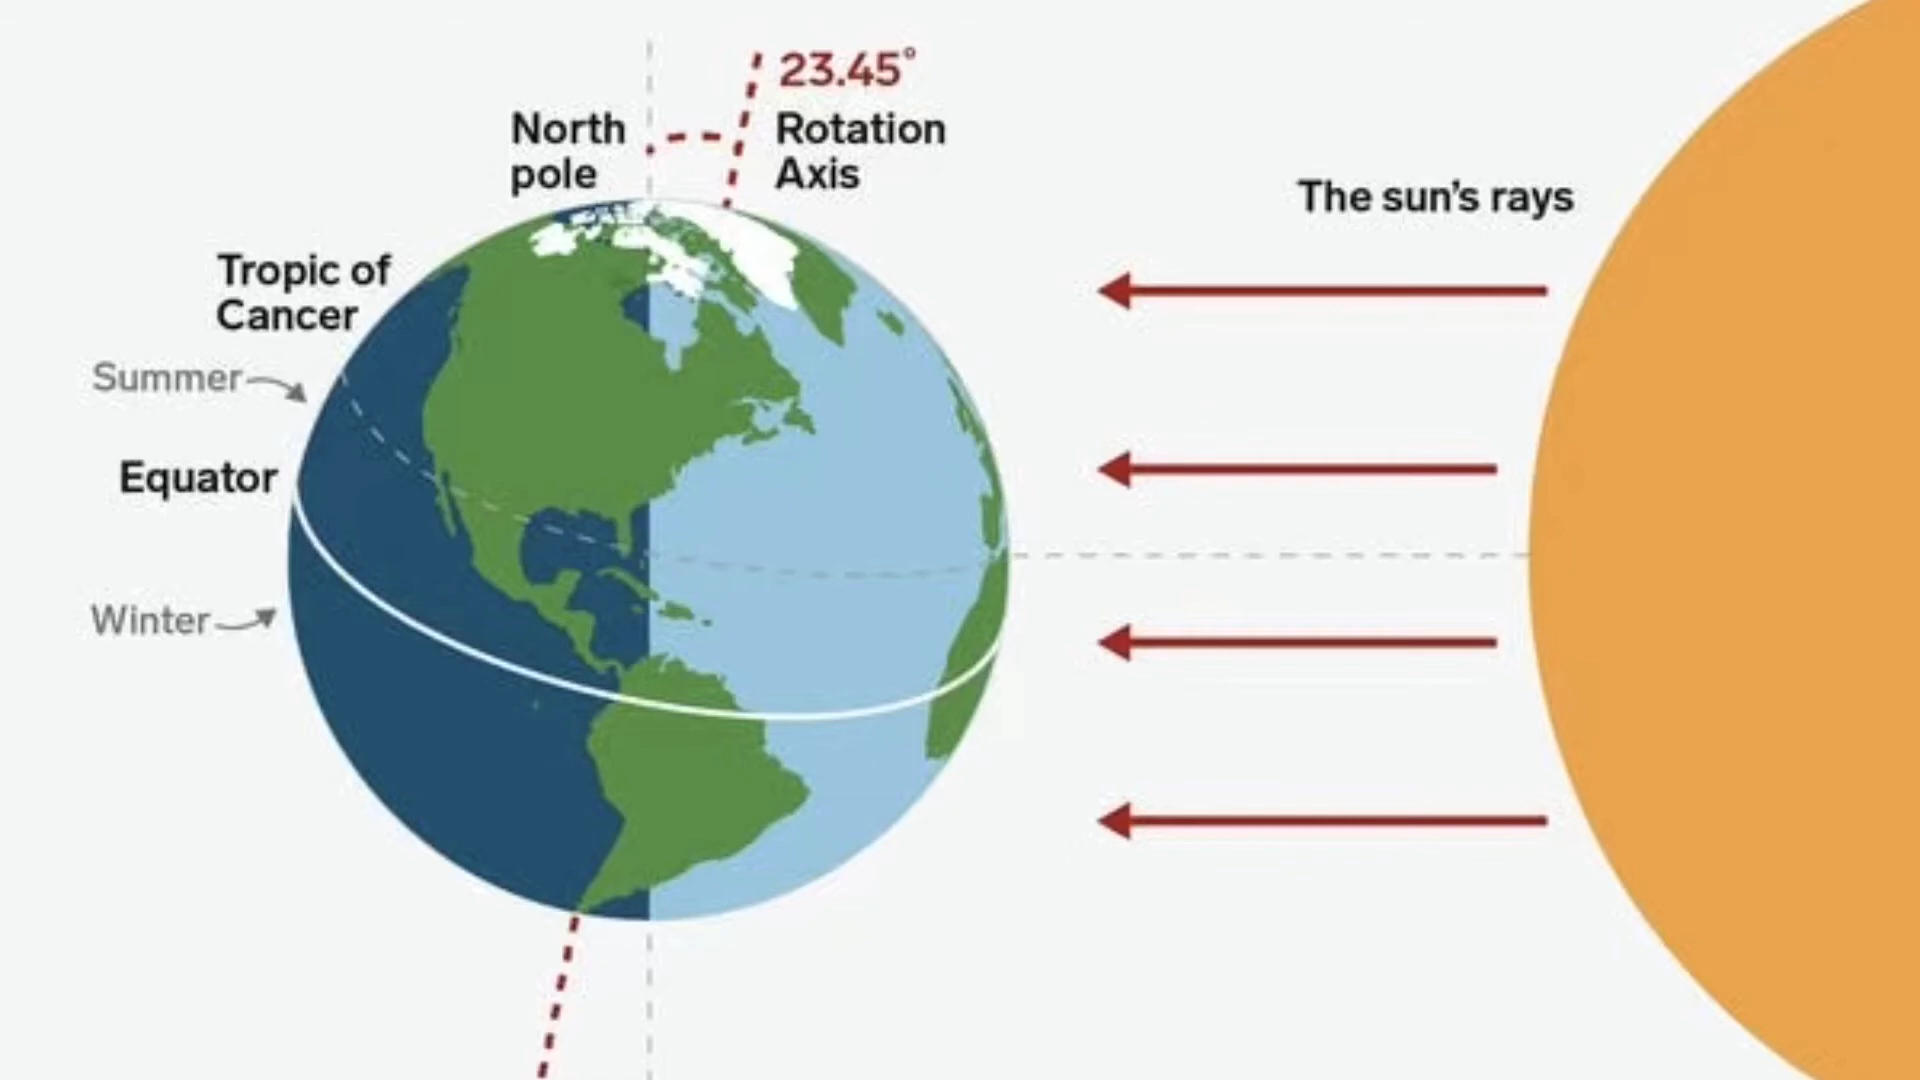 23.45°
North
pole
Rotation
Axis
The sun's rays
Tropic of
Cancer
Summer
Equator
Winter